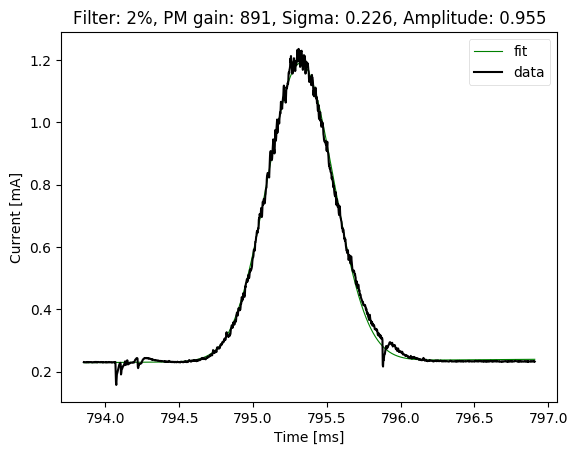 Filter: 2%, PM gain: 891, Sigma: 0.226, Amplitude: 0.955
fit
data
Current [mA]
1.2
1.0
0.8
0.6
0.4
0.2
794.0 794.5 795.0 795.5 796.0 796.5 797.0
Time [ms]